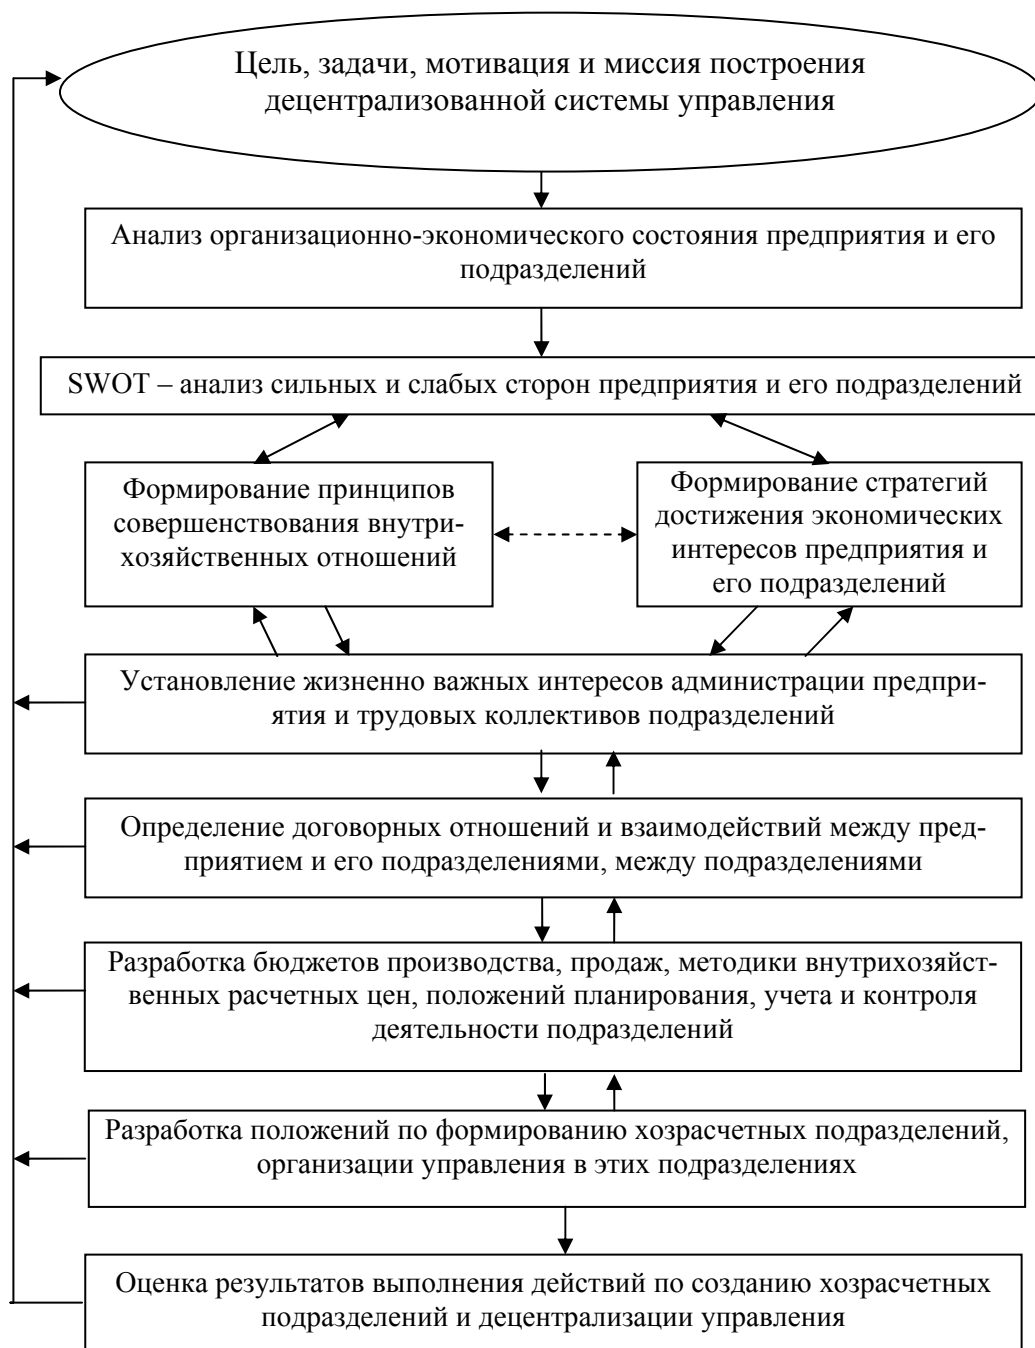 Цель, задачи, мотивация и миссия построения
децентрализованной системы управления
Анализ организационно-экономического состояния предприятия и его
подразделений
SWOT – анализ сильных и слабых сторон предприятия и его подразделений
Формирование принципов
совершенствования внутри-
хозяйственных отношений
Формирование стратегий
достижения экономических
интересов предприятия и
его подразделений
Установление жизненно важных интересов администрации предпри-
ятия и трудовых коллективов подразделений
Определение договорных отношений и взаимодействий между пред-
приятием и его подразделениями, между подразделениями
Разработка бюджетов производства, продаж, методики внутрихозяйст-
венных расчетных цен, положений планирования, учета и контроля
деятельности подразделений
Разработка положений по формированию хозрасчетных подразделений,
организации управления в этих подразделениях
Оценка результатов выполнения действий по созданию хозрасчетных
подразделений и децентрализации управления